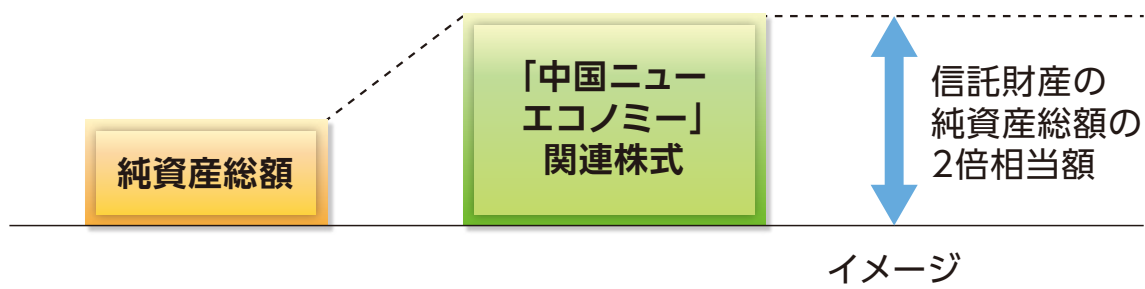 純資産総額
「中国ニュー
エコノミー」
関連株式
信託財産の
純資産総額の
2倍相当額
イメージ